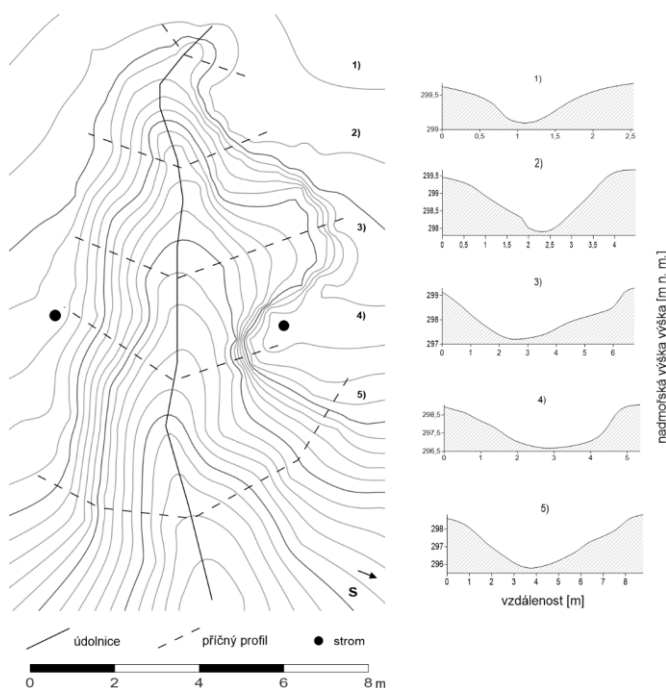 1)
2)
3)
4)
5)
S
údolnice
příčný profil
strom
0 2 4 6 8 m
1)
299,5
299
0 0,5 1 1,5 2 2,5
2)
299,5
299
298,5
298
0 0,5 1 1,5 2 2,5 3 3,5 4
3)
299
298
297
0 1 2 3 4 5 6
4)
298,5
297,5
296,5
0 1 2 3 4 5
5)
298
297
296
0 1 2 3 4 5 6 7 8
vzdálenost [m]
nadmořská výška výška [m n. m.]